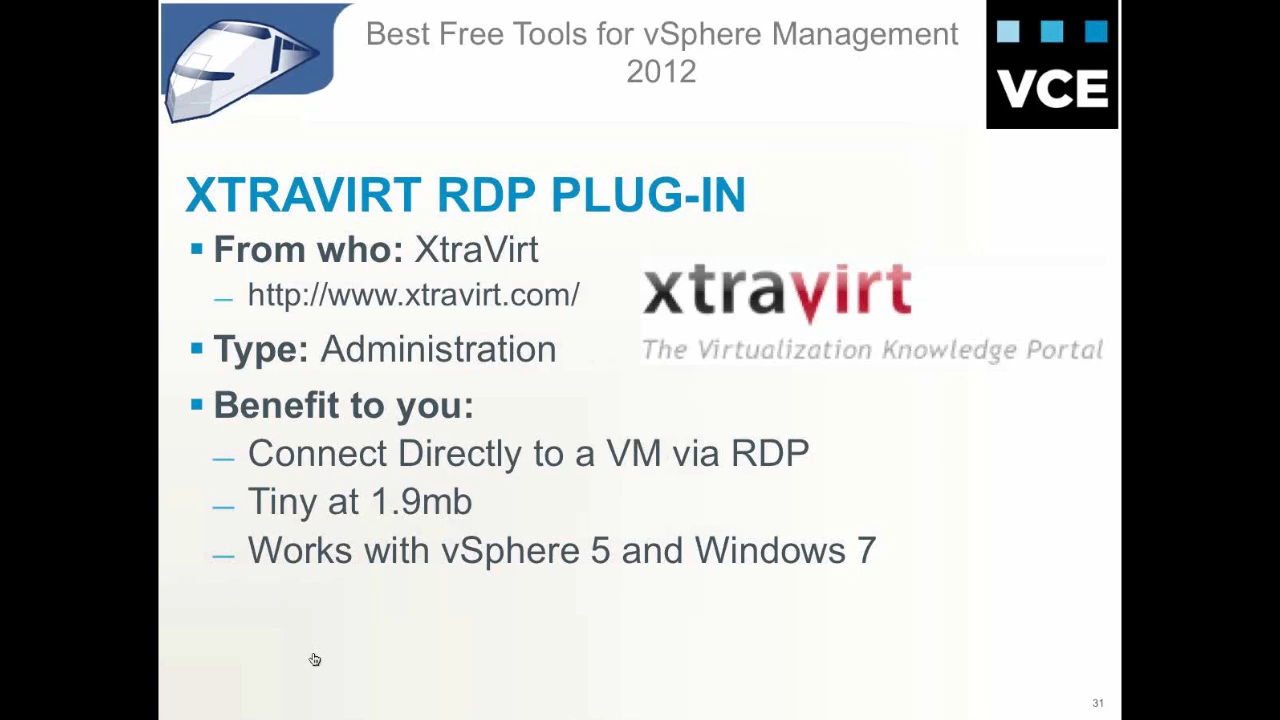 Best Free Tools for vSphere Management
2012
VCE
XTRAVIRT RDP PLUG-IN
From who: XtraVirt
http://www.xtravirt.com/
xtravirt
The Virtualization Knowledge Portal
Type: Administration
Benefit to you:
Connect Directly to a VM via RDP
Tiny at 1.9mb
Works with vSphere 5 and Windows 7
31